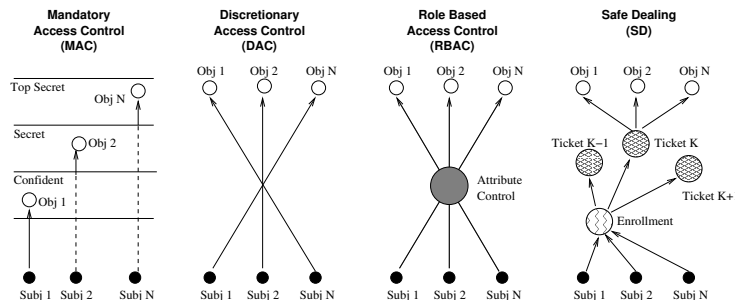 Mandatory
Access Control
(MAC)
Top Secret
Obj N
Secret
Obj 2
Confident
Obj 1
Subj 1
Subj 2
Subj N
Discretionary
Access Control
(DAC)
Obj 1
Obj 2
Obj N
Subj 1
Subj 2
Subj N
Role Based
Access Control
(RBAC)
Obj 1
Obj 2
Obj N
Attribute
Control
Subj 1
Subj 2
Subj N
Safe Dealing
(SD)
Obj 1
Obj 2
Obj N
Ticket K-1
Ticket K
Ticket K+
Enrollment
Subj 1
Subj 2
Subj N